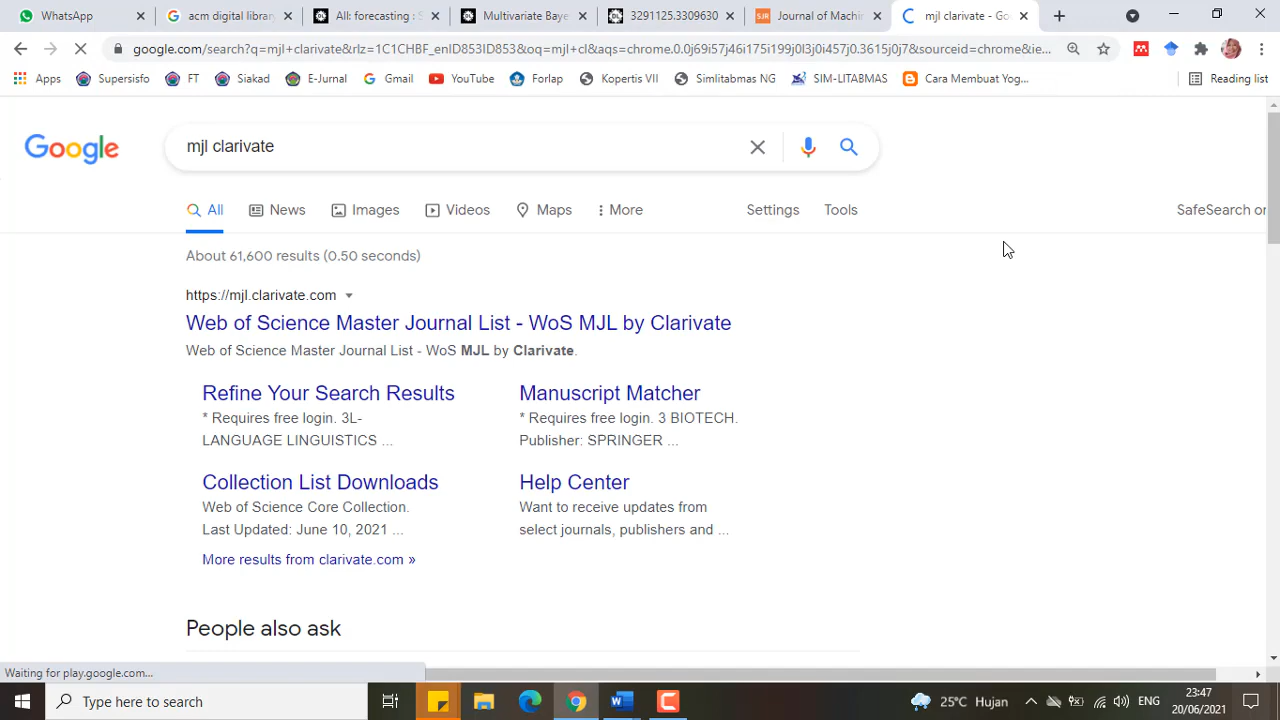 WhatsApp
acm digital library
All: forecasting : S
Multivariate Baye
3291125.3309630
SJR Journal of Machi
mjl clarivate - Go
google.com/search?q=mjl+clarivate&rlz=1C1CHBF_enID853ID853&oq=mjl+cl&aqs=chrome.0.0j69i57j46i175i199j0l3j0i457j0.3615j0j7&sourceid=chrome&ie...
Apps
Supersisfo
FT
Siakad
E-Jurnal
Gmail
YouTube
Forlap
Kopertis VII
Simlitabmas NG
SIM-LITABMAS
Cara Membuat Yog...
Reading list
Google
mjl clarivate
All
News
Images
Videos
Maps
More
Settings
Tools
SafeSearch on
About 61,600 results (0.50 seconds)
https://mjl.clarivate.com
Web of Science Master Journal List - WoS MJL by Clarivate
Web of Science Master Journal List - WoS MJL by Clarivate.
Refine Your Search Results
* Requires free login. 3L-
LANGUAGE LINGUISTICS ...
Manuscript Matcher
* Requires free login. 3 BIOTECH.
Publisher: SPRINGER ...
Collection List Downloads
Web of Science Core Collection.
Last Updated: June 10, 2021 ...
Help Center
Want to receive updates from
select journals, publishers and ...
More results from clarivate.com »
People also ask
Waiting for play.google.com...
Type here to search
25°C Hujan
ENG
23:47
20/06/2021